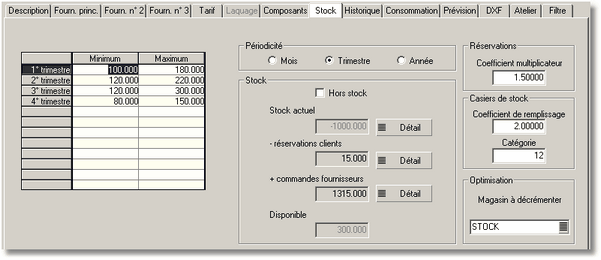 Description Fourn. princ. Fourn. n° 2 Fourn. n° 3 Tarif Laquage Composants Stock Historique Consommation Prévision DXF Atelier Filtre
Minimum Maximum
1° trimestre 100.000 180.000
2° trimestre 120.000 220.000
3° trimestre 120.000 300.000
4° trimestre 80.000 150.000
Périodicité
Mois Trimestre Année
Stock
Hors stock
Stock actuel
-1000.000 Détail
- réservations clients
15.000 Détail
+ commandes fournisseurs
1315.000 Détail
Disponible
300.000
Réservations
Coefficient multiplicateur
1.50000
Casiers de stock
Coefficient de remplissage
2.00000
Catégorie
12
Optimisation
Magasin à décrémenter
STOCK